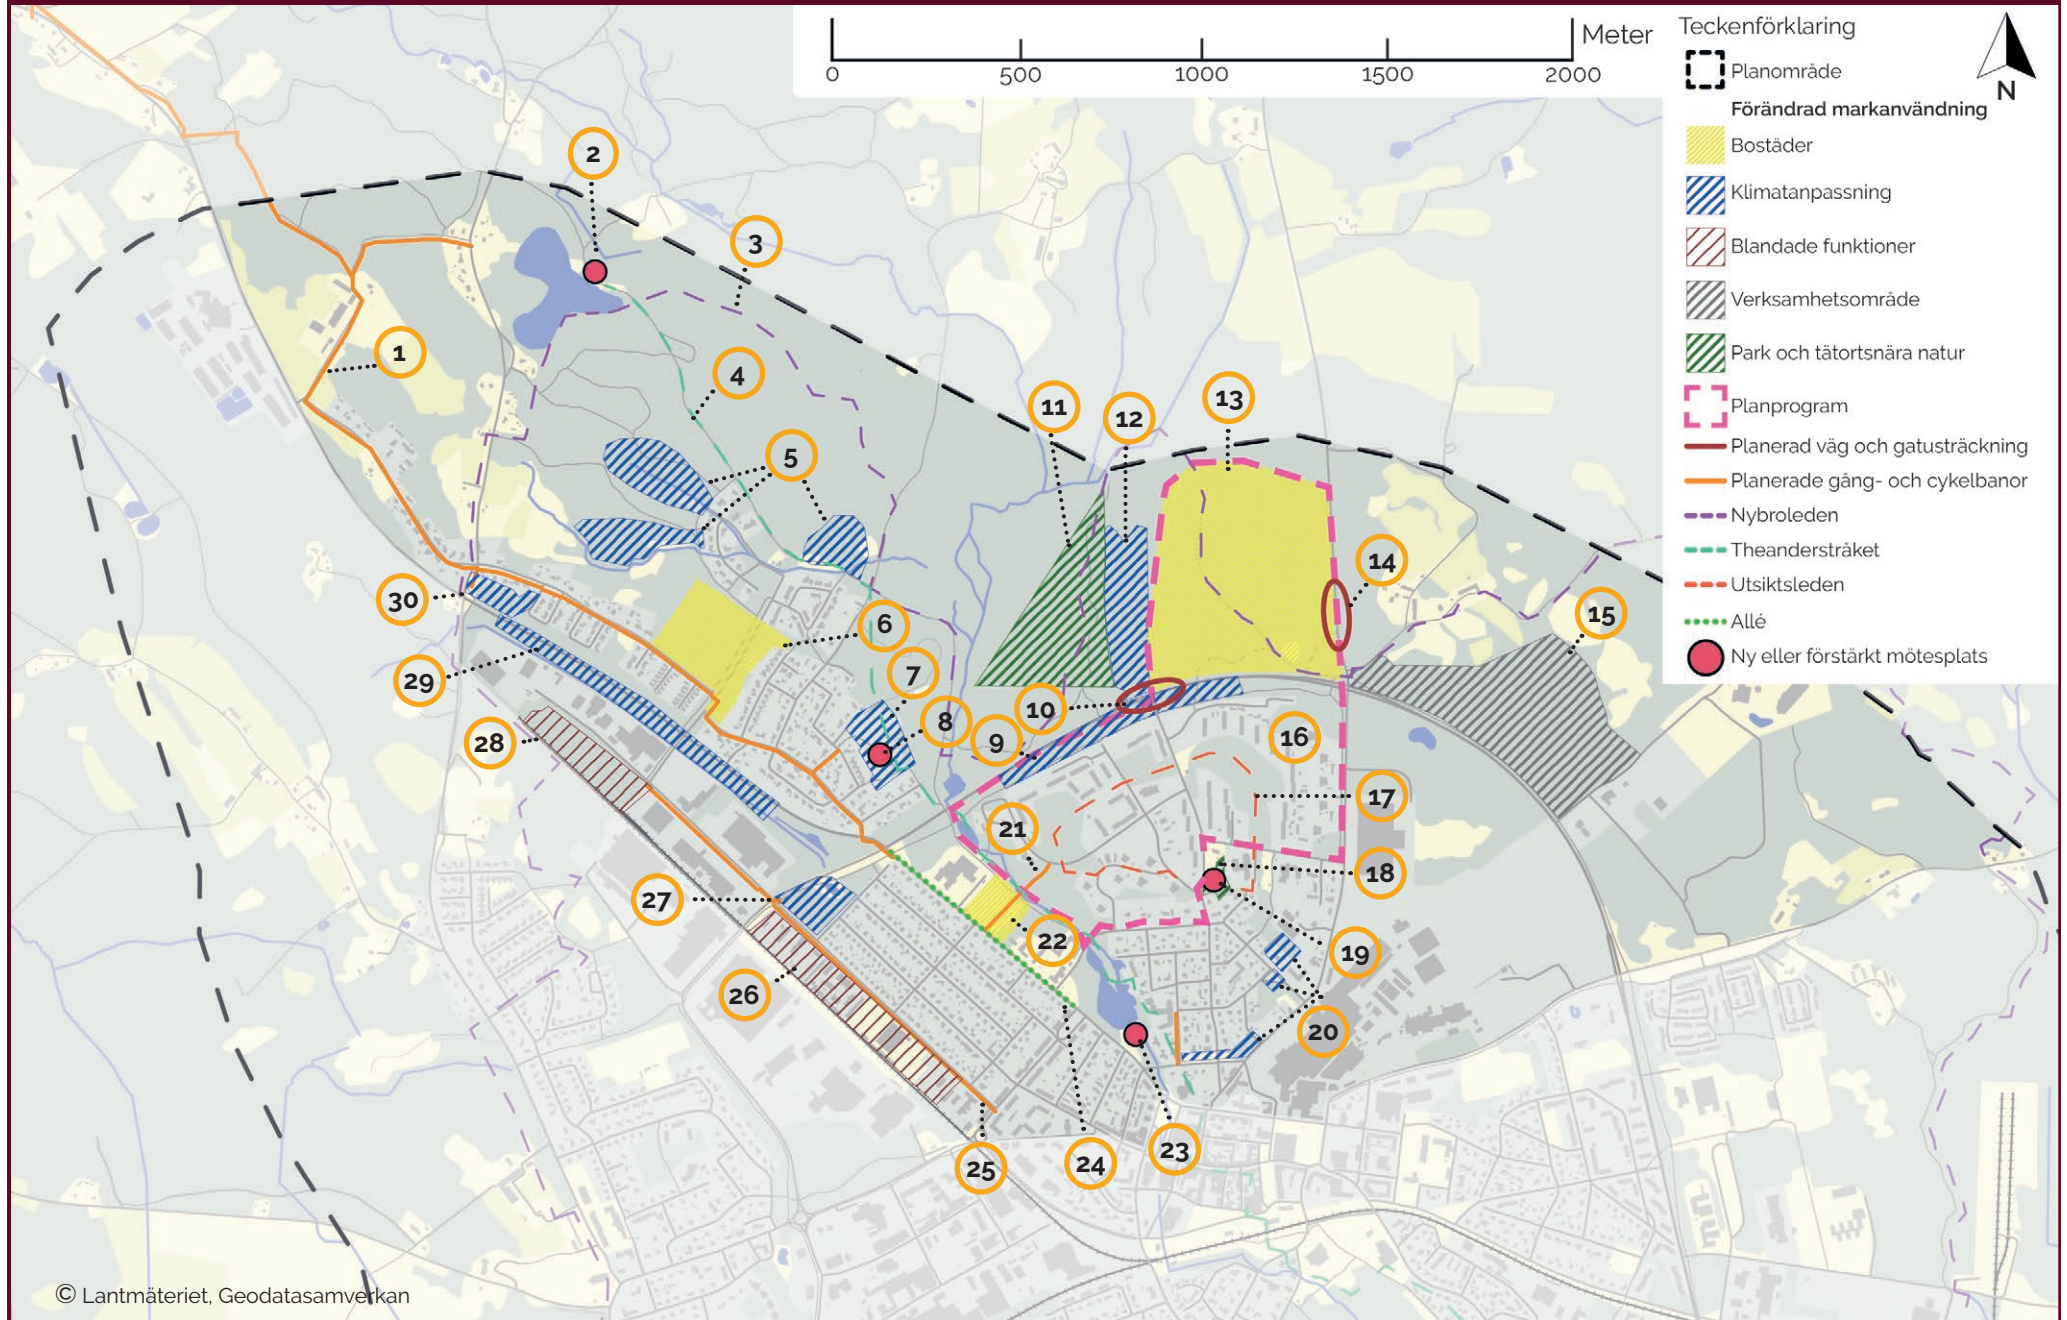 Meter
0 500 1000 1500 2000
Teckenförklaring
Planområde
Förändrad markanvändning
Bostäder
Klimatanpassning
Blandade funktioner
Verksamhetsområde
Park och tätortsnära natur
Planprogram
Planerad väg och gatusträckning
Planerade gång- och cykelbanor
Nybroleden
Theanderstråket
Utsiktsleden
Allé
Ny eller förstärkt mötesplats
N
2
3
1
4
11
12
13
5
14
30
6
15
29
7
8
10
9
16
28
17
21
18
27
22
19
26
20
25
24
23
© Lantmäteriet, Geodatasamverkan